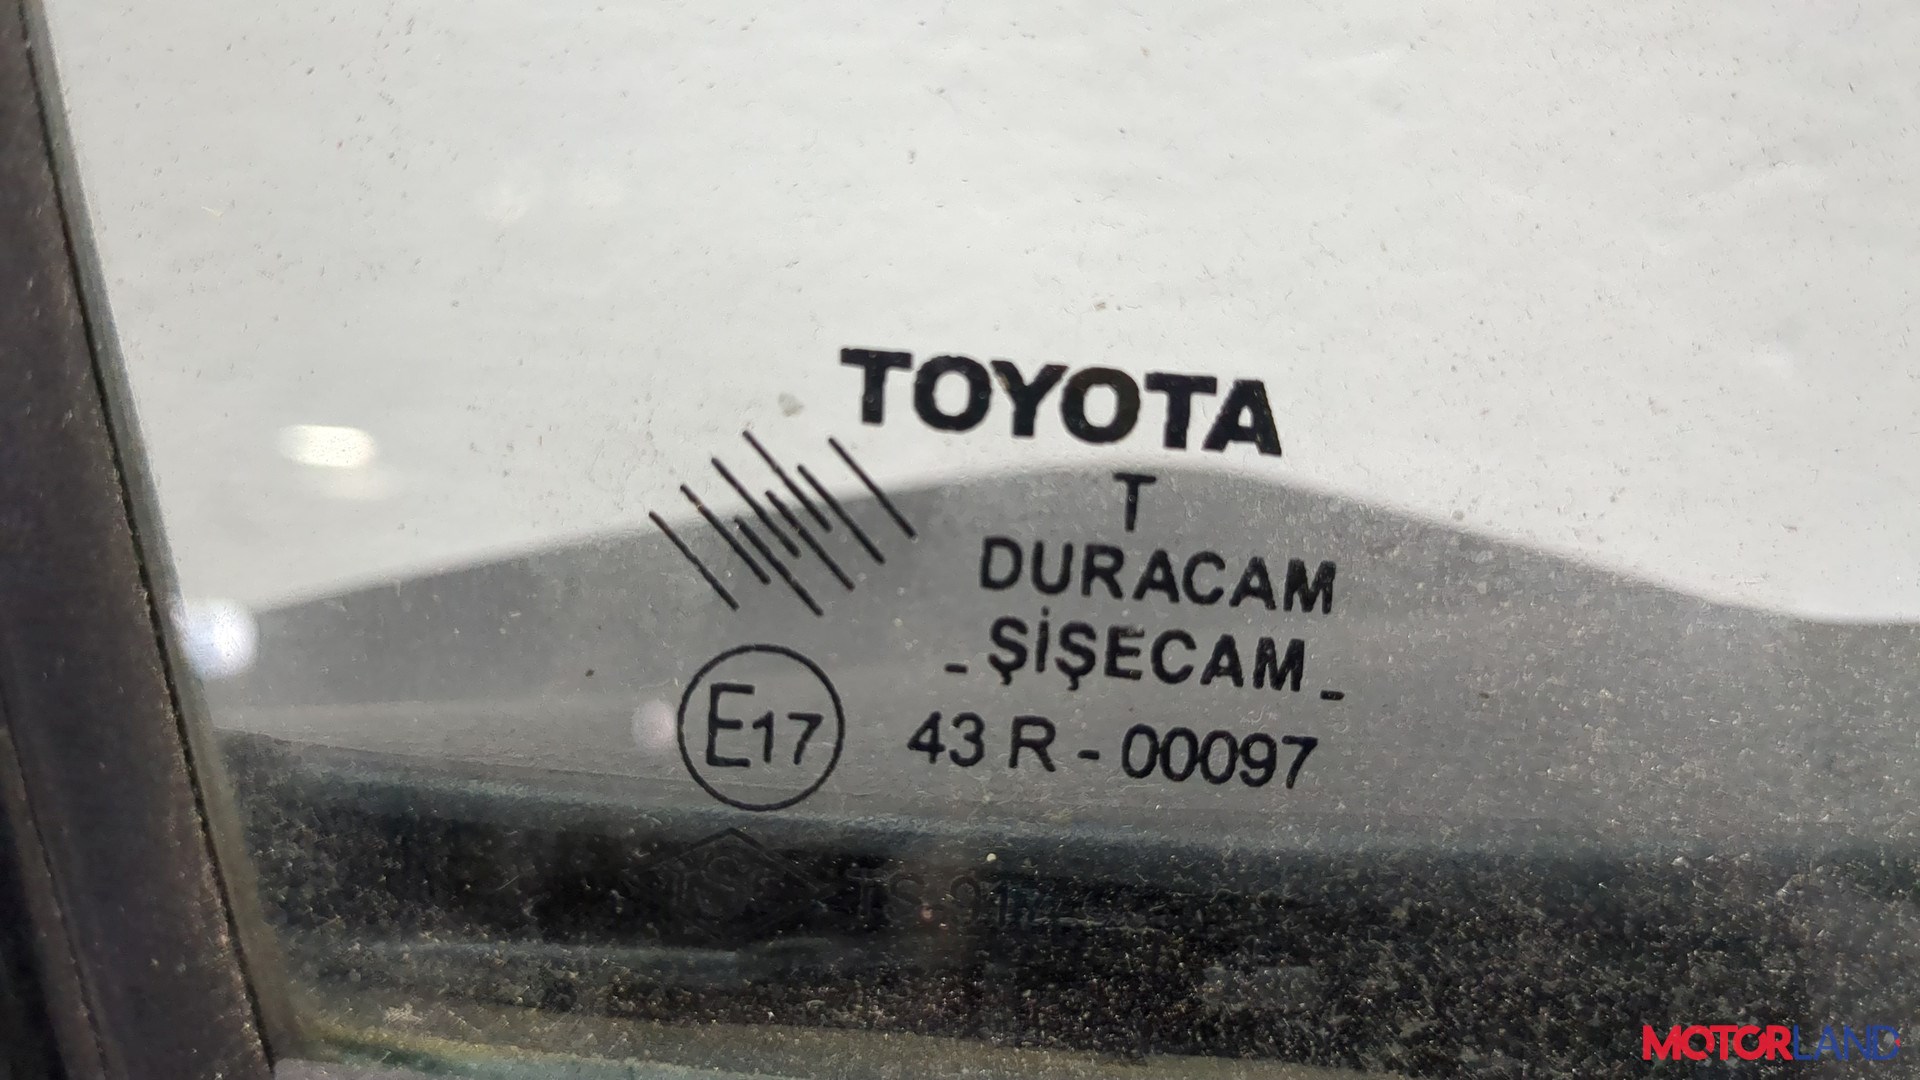 TOYOTA
T
DURACAM
- ŞİŞECAM -
E17 43 R - 00097
MOTORLAND